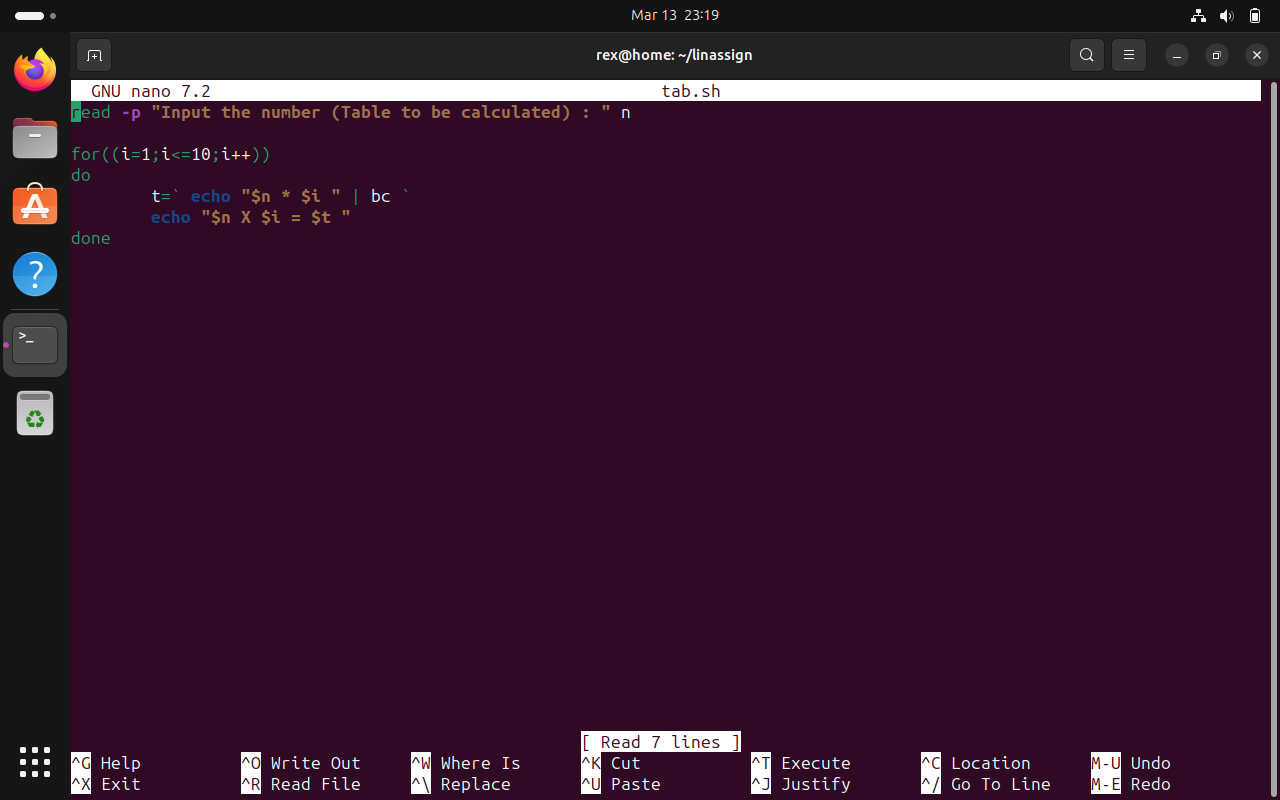 Mar 13 23:19
rex@home: ~/linassign
GNU nano 7.2 tab.sh
read -p "Input the number (Table to be calculated) : " n
for((i=1;i<=10;i++))
do
t=` echo "$n * $i " | bc `
echo "$n X $i = $t "
done
[ Read 7 lines ]
^G Help ^O Write Out ^W Where Is ^K Cut ^T Execute ^C Location M-U Undo
^X Exit ^R Read File ^\ Replace ^U Paste ^J Justify ^/ Go To Line M-E Redo